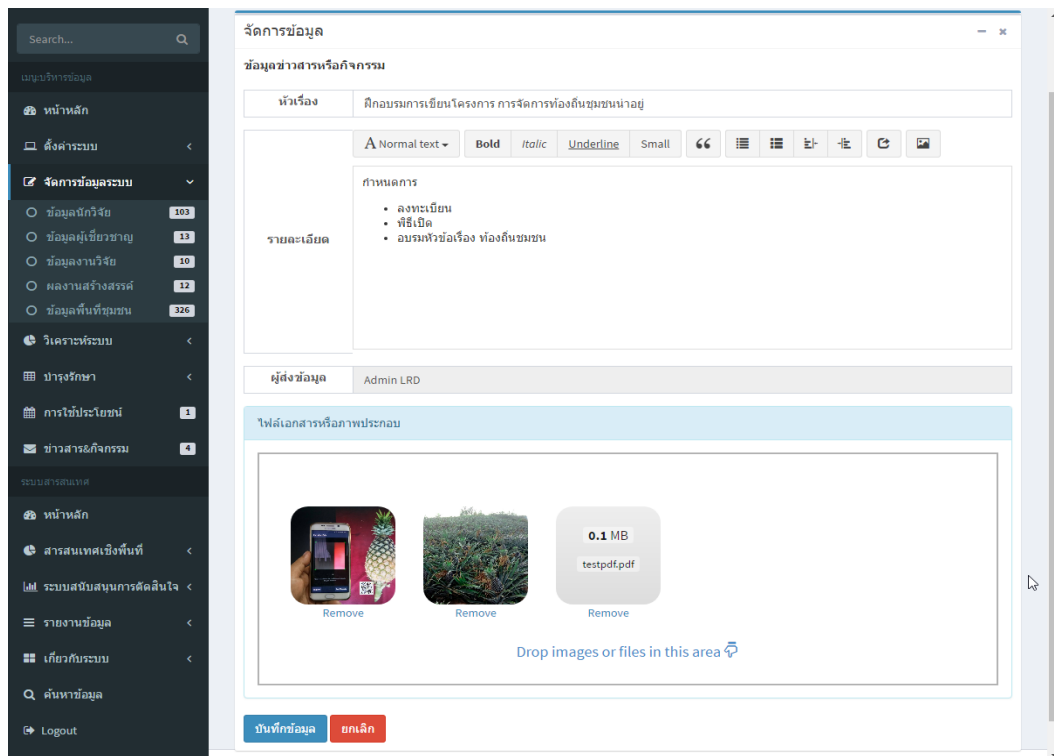 Search...
เมนูบริหารข้อมูล
หน้าหลัก
ตั้งค่าระบบ
จัดการข้อมูลระบบ
ข้อมูลนักวิจัย 103
ข้อมูลผู้เชี่ยวชาญ 13
ข้อมูลงานวิจัย 10
ผลงานสร้างสรรค์ 12
ข้อมูลพื้นที่ชุมชน 326
วิเคราะห์ระบบ
บำรุงรักษา
การใช้ประโยชน์ 1
ข่าวสาร&กิจกรรม 4
ระบบสารสนเทศ
หน้าหลัก
สารสนเทศเชิงพื้นที่
ระบบสนับสนุนการตัดสินใจ
รายงานข้อมูล
เกี่ยวกับระบบ
ค้นหาข้อมูล
Logout
จัดการข้อมูล
ข้อมูลข่าวสารหรือกิจกรรม
หัวเรื่อง ฝึกอบรมการเขียนโครงการ การจัดการท้องถิ่นชุมชนน่าอยู่
A Normal text Bold Italic Underline Small
รายละเอียด
กำหนดการ
• ลงทะเบียน
• พิธีเปิด
• อบรมหัวข้อเรื่อง ท้องถิ่นชุมชน
ผู้ส่งข้อมูล Admin LRD
ไฟล์เอกสารหรือภาพประกอบ
0.1 MB
testpdf.pdf
Remove Remove Remove
Drop images or files in this area
บันทึกข้อมูล ยกเลิก